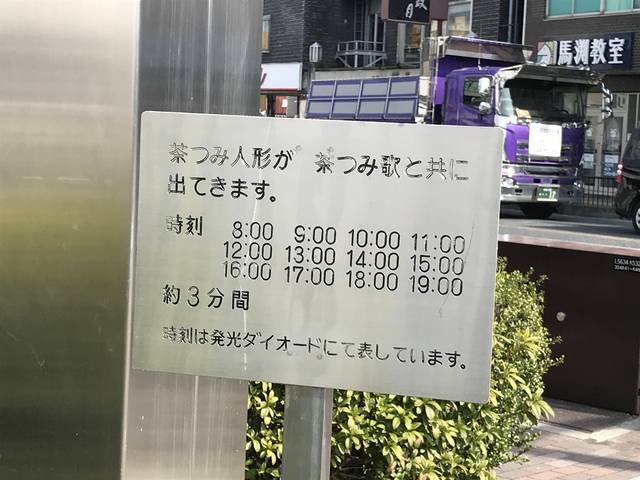 馬渕教室
茶つみ人形が 茶つみ歌と共に
出てきます。
時刻 8:00 9:00 10:00 11:00
12:00 13:00 14:00 15:00
16:00 17:00 18:00 19:00
約3分間
時刻は発光ダイオードにて表しています。